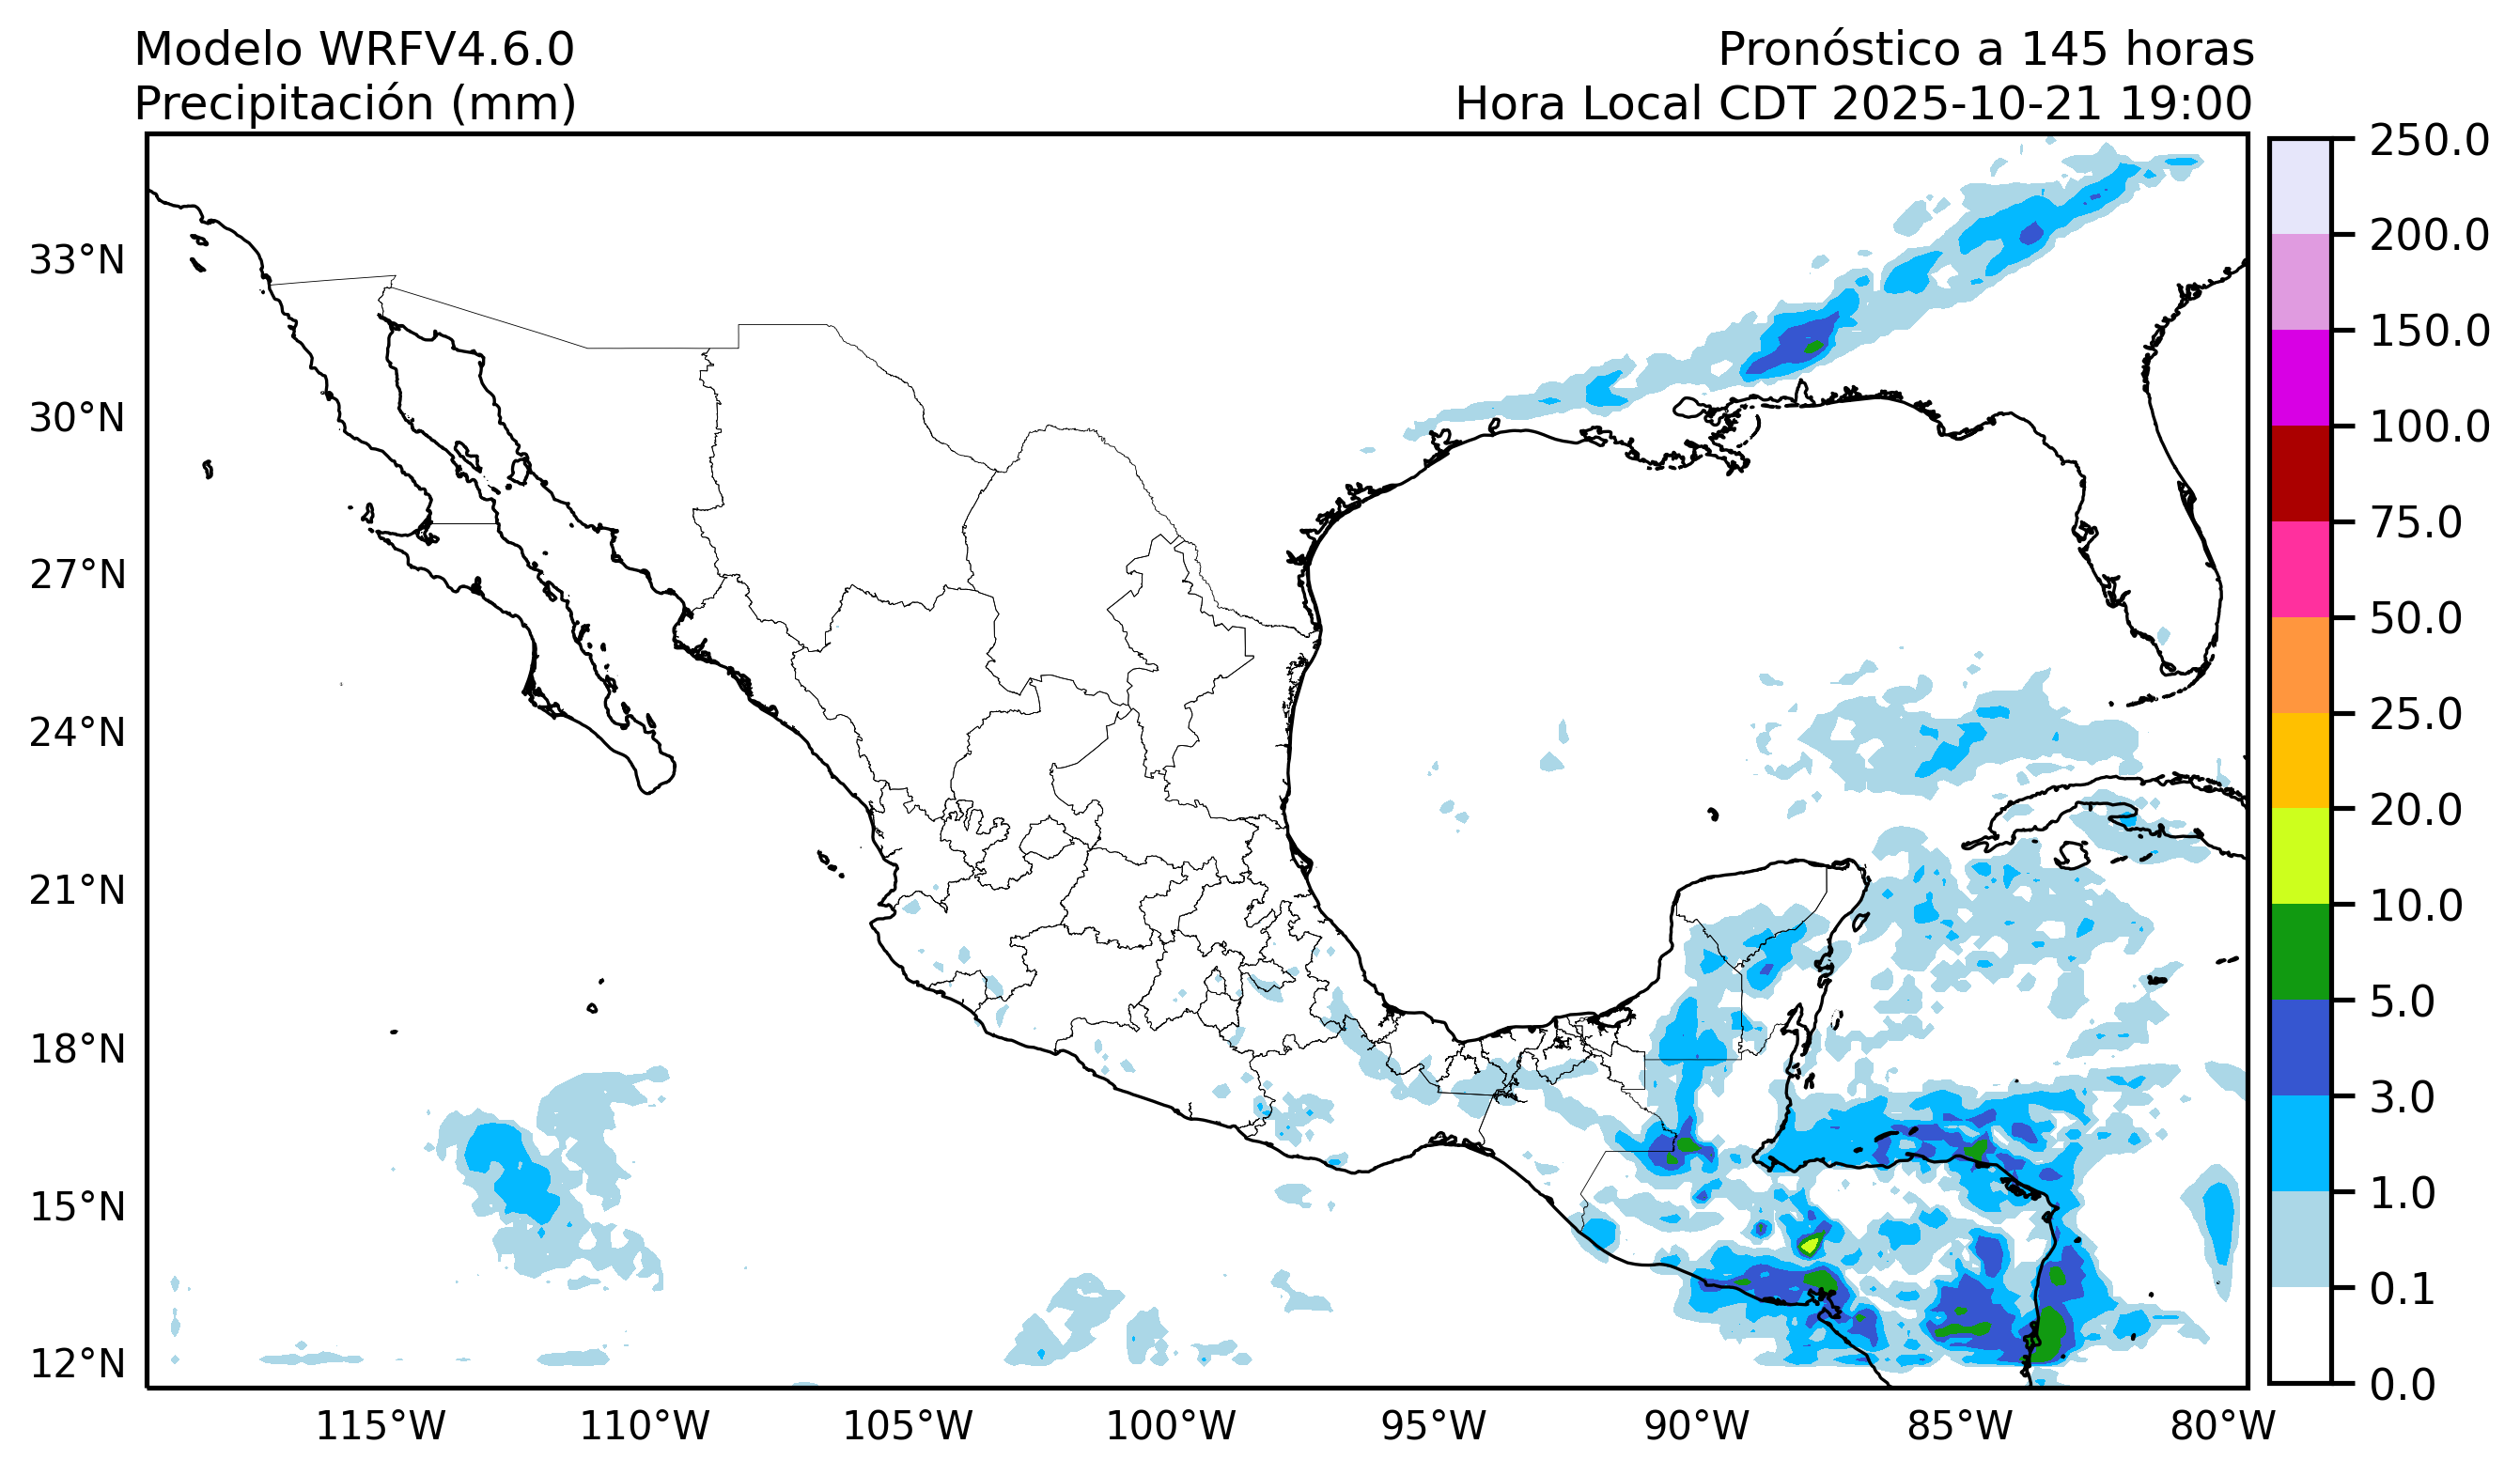 Modelo WRFV4.6.0
Precipitación (mm)
Pronóstico a 145 horas
Hora Local CDT 2025-10-21 19:00
33°N
30°N
27°N
24°N
21°N
18°N
15°N
12°N
115°W
110°W
105°W
100°W
95°W
90°W
85°W
80°W
250.0
200.0
150.0
100.0
75.0
50.0
25.0
20.0
10.0
5.0
3.0
1.0
0.1
0.0